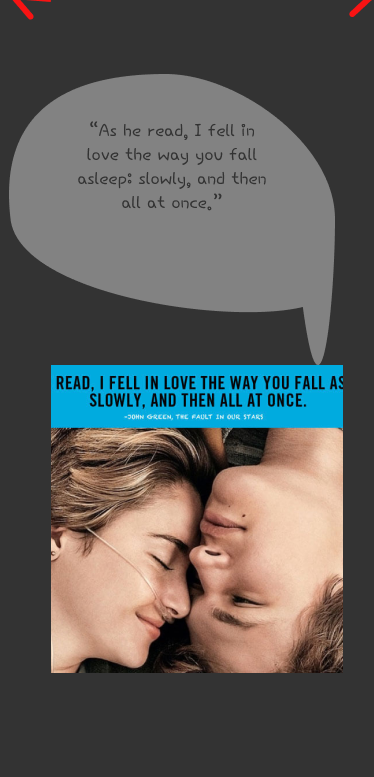 “As he read, I fell in
love the way you fall
asleep: slowly, and then
all at once.”
READ, I FELL IN LOVE THE WAY YOU FALL AS
SLOWLY, AND THEN ALL AT ONCE.
-JOHN GREEN, THE FAULT IN OUR STARS